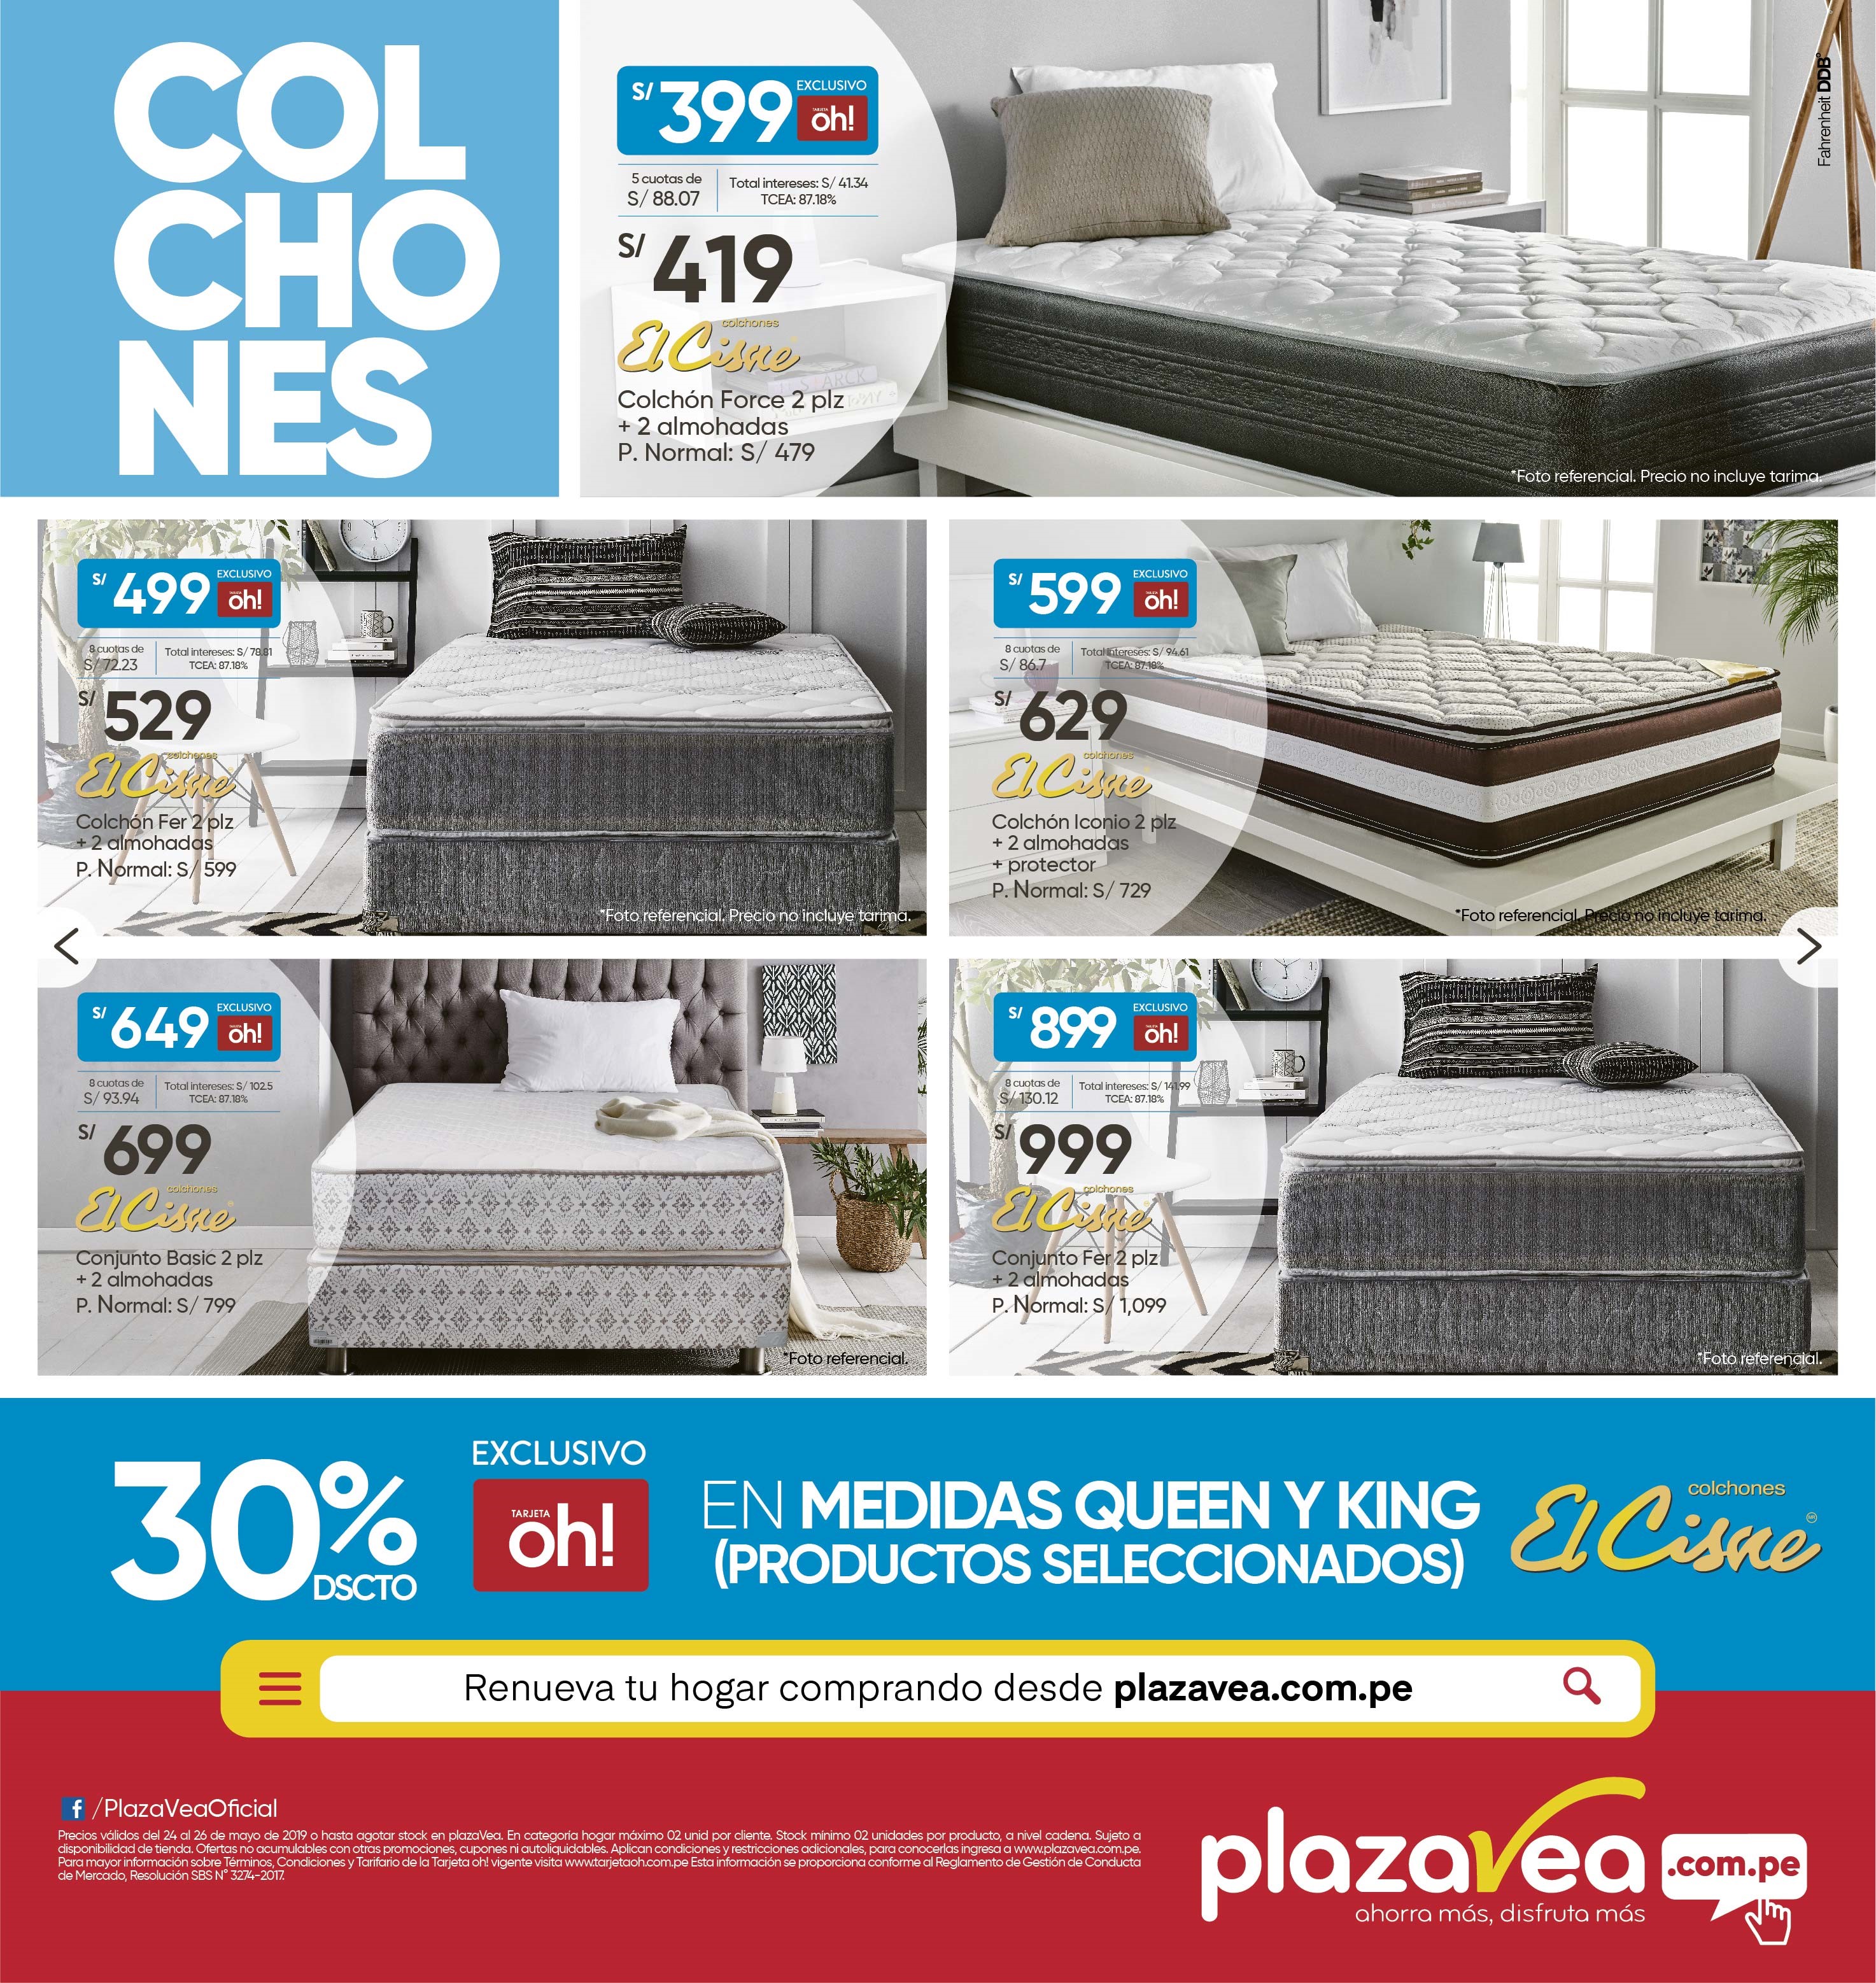 COL
CHO
NES
S/ 399 EXCLUSIVO
TARJETA
oh!
5 cuotas de
S/ 88.07
Total intereses: S/ 41.34
TCEA: 87.18%
S/ 419
colchones
El Cisne
Colchón Force 2 plz
+ 2 almohadas
P. Normal: S/ 479
Fahrenheit DDB°
*Foto referencial. Precio no incluye tarima.
S/ 499 EXCLUSIVO
TARJETA
oh!
8 cuotas de
S/ 72.23
Total intereses: S/ 78.81
TCEA: 87.18%
S/ 529
colchones
El Cisne
Colchón Fer 2 plz
+ 2 almohadas
P. Normal: S/ 599
*Foto referencial. Precio no incluye tarima.
S/ 599 EXCLUSIVO
TARJETA
oh!
8 cuotas de
S/ 86.7
Total intereses: S/ 94.61
TCEA: 87.18%
S/ 629
colchones
El Cisne
Colchón Iconio 2 plz
+ 2 almohadas
+ protector
P. Normal: S/ 729
*Foto referencial. Precio no incluye tarima.
S/ 649 EXCLUSIVO
TARJETA
oh!
8 cuotas de
S/ 93.94
Total intereses: S/ 102.5
TCEA: 87.18%
S/ 699
colchones
El Cisne
Conjunto Basic 2 plz
+ 2 almohadas
P. Normal: S/ 799
*Foto referencial.
S/ 899 EXCLUSIVO
TARJETA
oh!
8 cuotas de
S/ 130.12
Total intereses: S/ 141.99
TCEA: 87.18%
S/ 999
colchones
El Cisne
Conjunto Fer 2 plz
+ 2 almohadas
P. Normal: S/ 1,099
*Foto referencial.
30%
DSCTO
EXCLUSIVO
TARJETA
oh!
EN MEDIDAS QUEEN Y KING
(PRODUCTOS SELECCIONADOS)
colchones
El Cisne
Renueva tu hogar comprando desde plazavea.com.pe
f /PlazaVeaOficial
Precios válidos del 24 al 26 de mayo de 2019 o hasta agotar stock en plazaVea. En categoría hogar máximo 02 unid por cliente. Stock mínimo 02 unidades por producto, a nivel cadena. Sujeto a
disponibilidad de tienda. Ofertas no acumulables con otras promociones, cupones ni autoliquidables. Aplican condiciones y restricciones adicionales, para conocerlas ingresa a www.plazavea.com.pe.
Para mayor información sobre Términos, Condiciones y Tarifario de la Tarjeta oh! vigente visita www.tarjetaoh.com.pe Esta información se proporciona conforme al Reglamento de Gestión de Conducta
de Mercado, Resolución SBS N° 3274-2017.
plazavea .com.pe
ahorra más, disfruta más